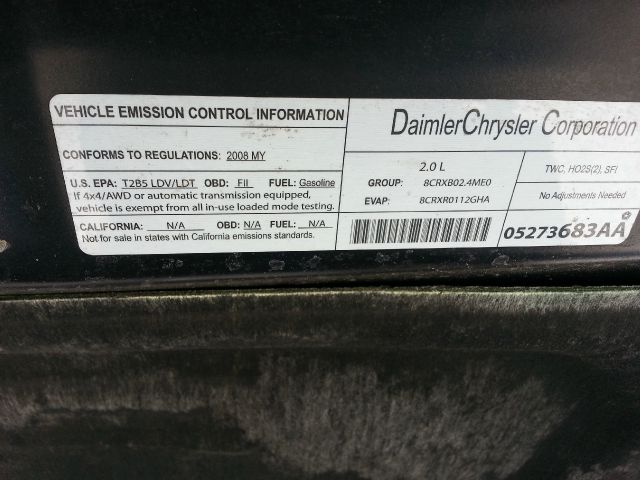 VEHICLE EMISSION CONTROL INFORMATION
CONFORMS TO REGULATIONS: 2008 MY
U.S. EPA: T2B5 LDV/LDT OBD: FII FUEL: Gasoline
If 4x4/AWD or automatic transmission equipped,
vehicle is exempt from all in-use loaded mode testing.
CALIFORNIA: N/A OBD: N/A FUEL: N/A
Not for sale in states with California emissions standards.
DaimlerChrysler Corporation
2.0 L
GROUP: 8CRXB02.4ME0
EVAP: 8CRXR0112GHA
TWC, HO2S(2), SFI
No Adjustments Needed
05273683AA